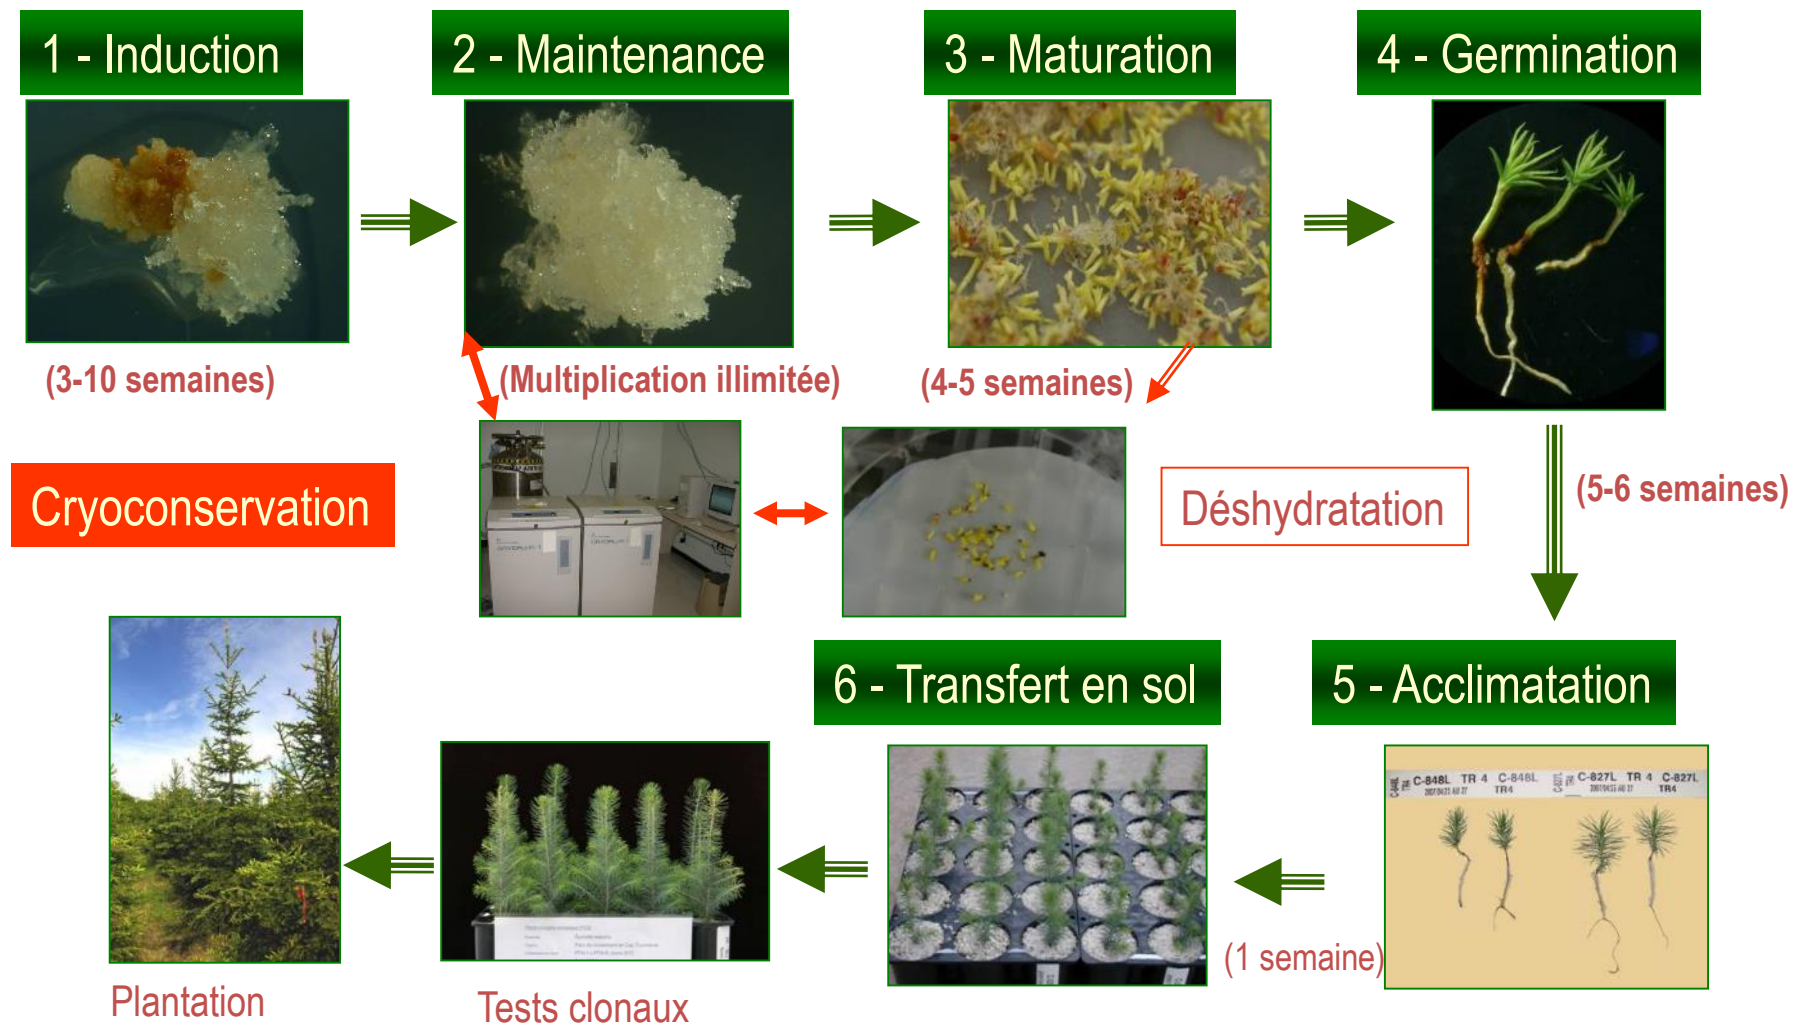 1 - Induction
2 - Maintenance
3 - Maturation
4 - Germination
(3-10 semaines)
(Multiplication illimitée)
(4-5 semaines)
Cryoconservation
Déshydratation
(5-6 semaines)
6 - Transfert en sol
5 - Acclimatation
C-848L TR 4 C-848L
TR4
C-827L TR 4 C-827L
TR4
(1 semaine)
Plantation
Tests clonaux